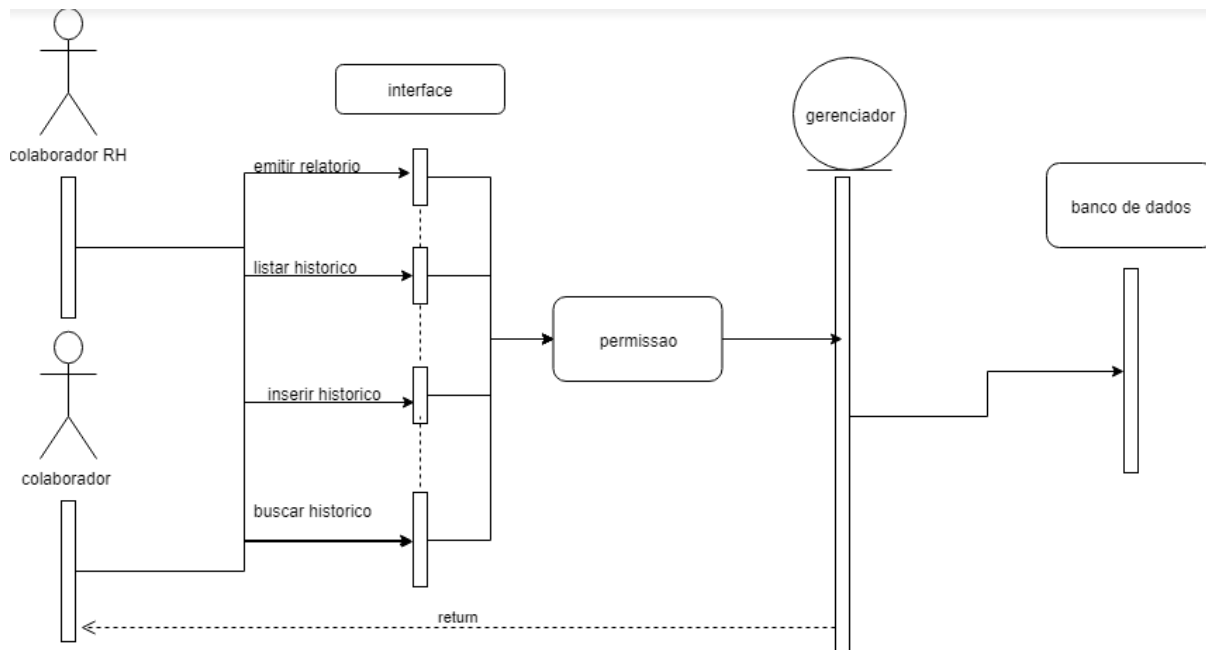 interface
gerenciador
colaborador RH
emitir relatorio
banco de dados
listar historico
permissao
inserir historico
colaborador
buscar historico
return